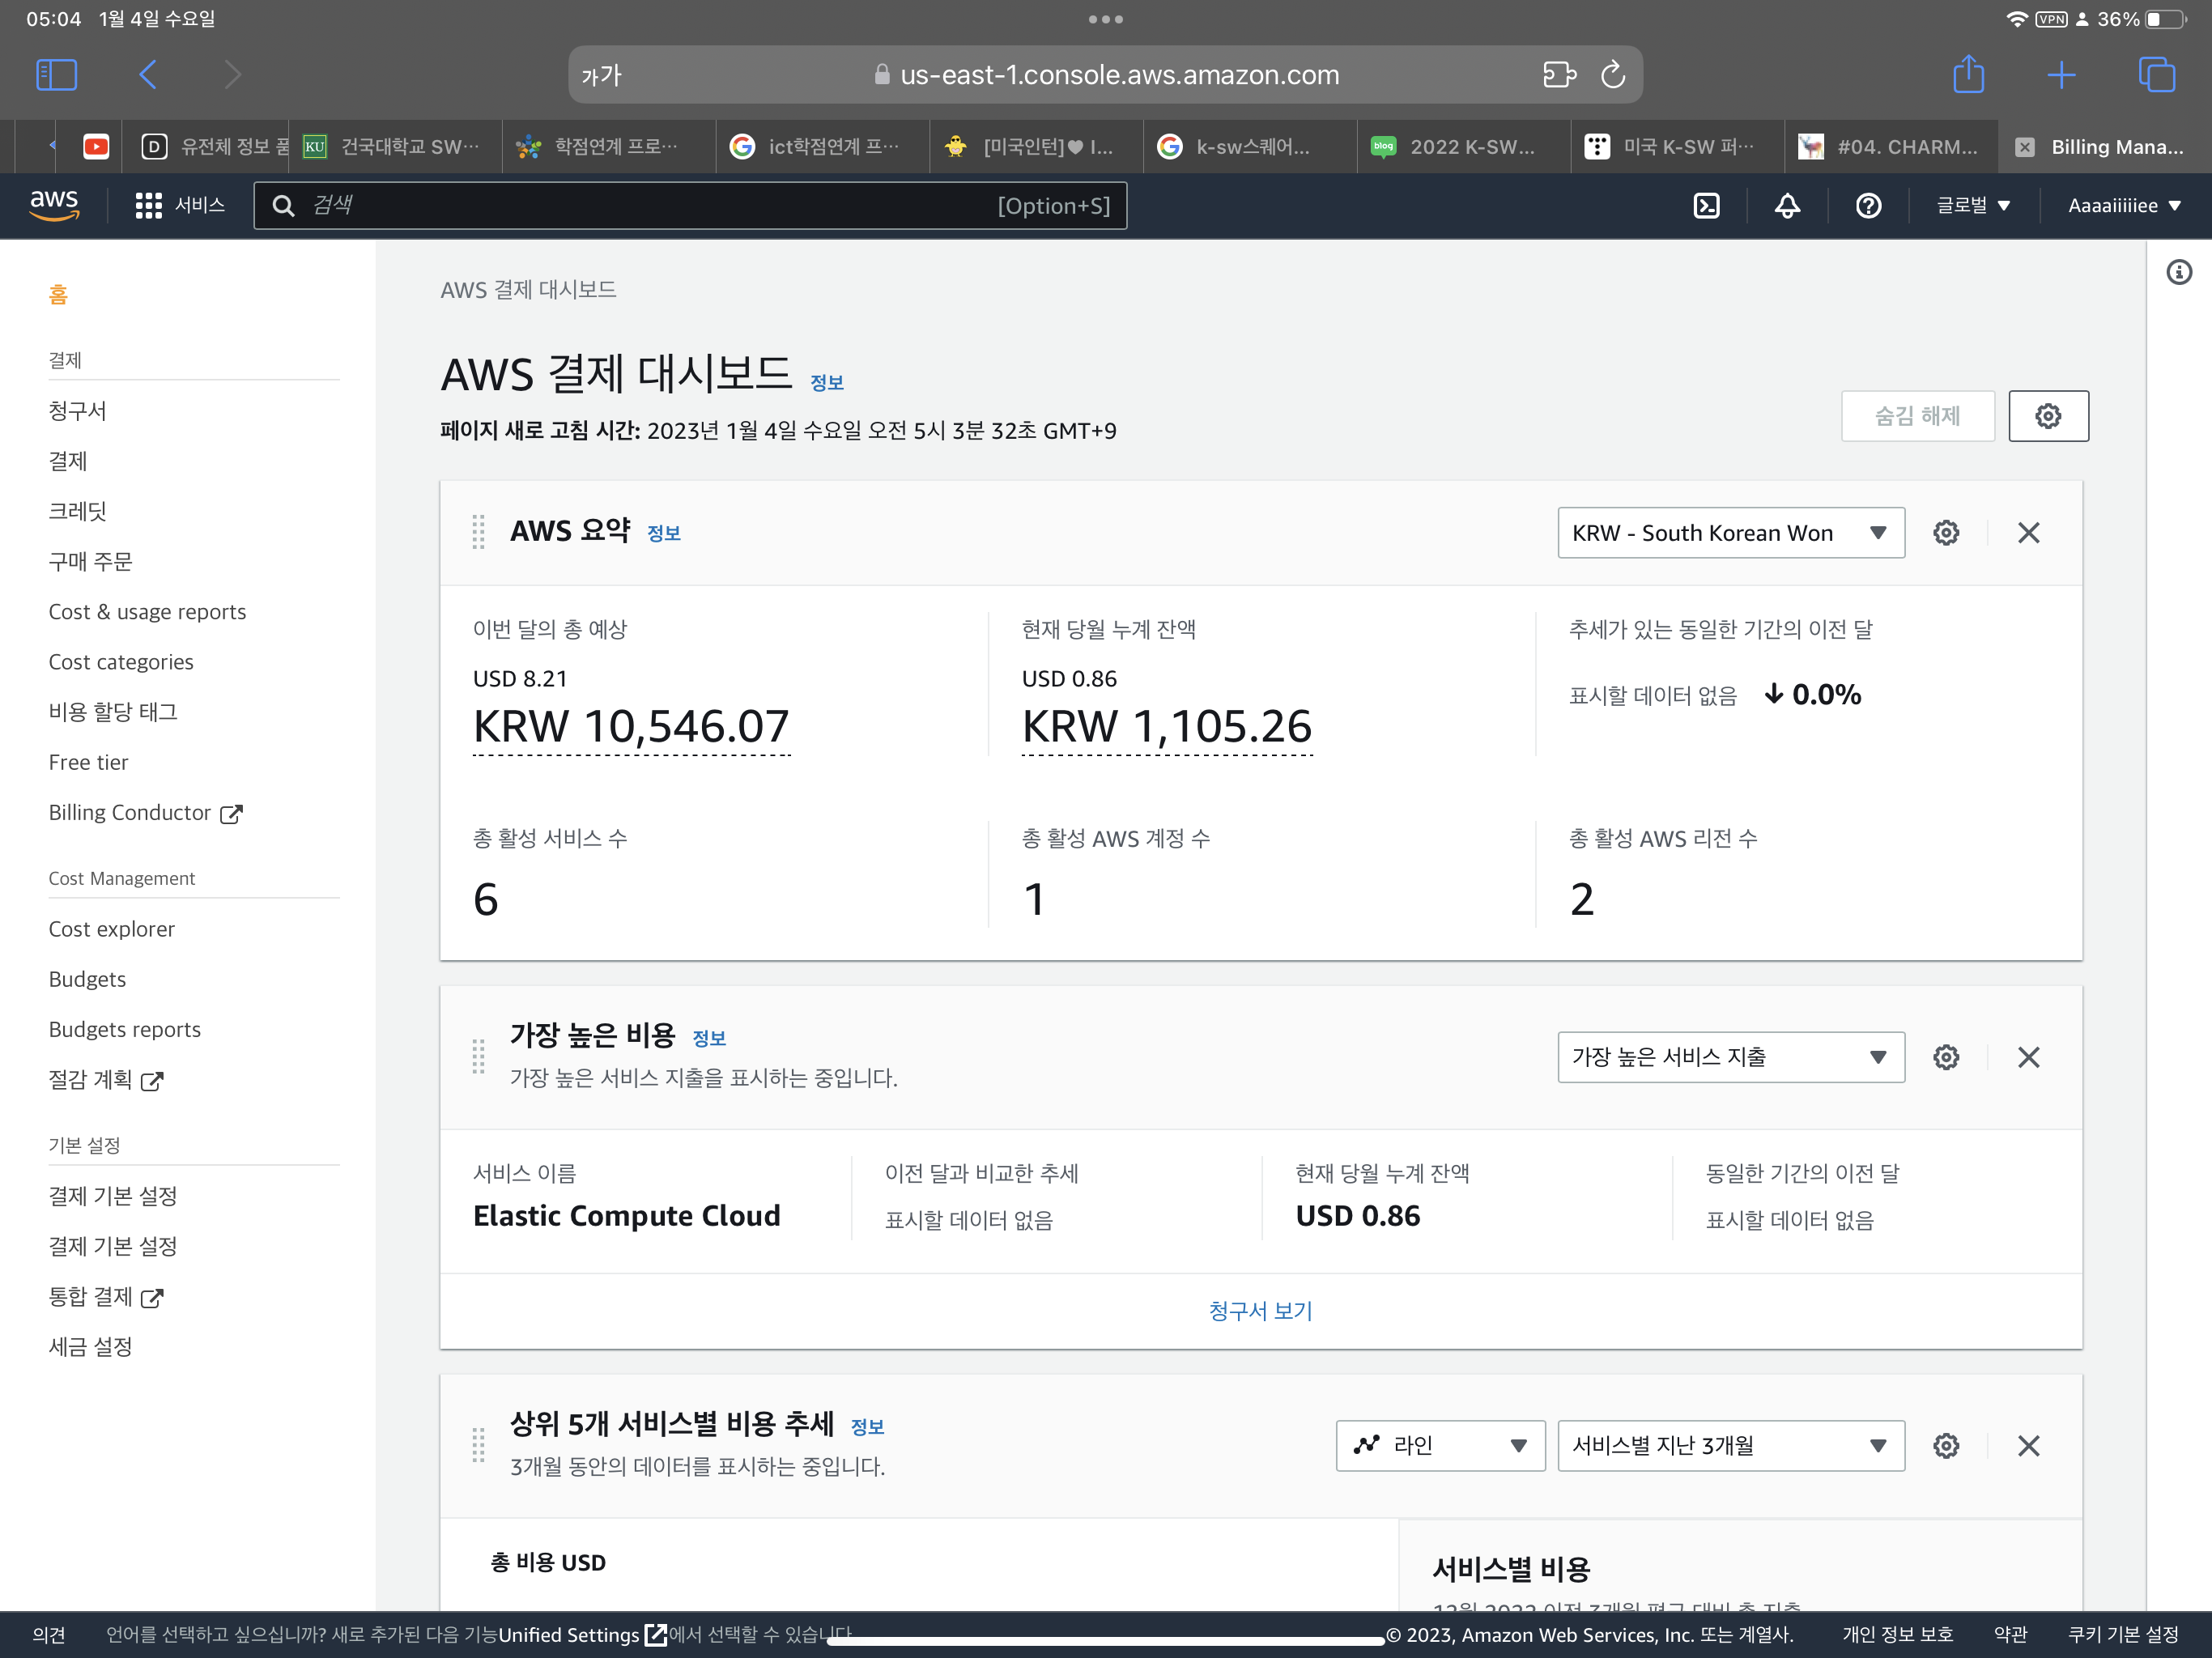 05:04 1월 4일 수요일
VPN 36%
가가 us-east-1.console.aws.amazon.com
D 유전체 정보 품
KU 건국대학교 SW…
학점연계 프로…
ict학점연계 프…
[미국인턴]♥ I...
k-sw스퀘어...
blog 2022 K-SW...
미국 K-SW 퍼…
#04. CHARM...
Billing Mana...
aws 서비스 검색 [Option+S] 글로벌 Aaaaiiiiiee
홈
결제
청구서
결제
크레딧
구매 주문
Cost & usage reports
Cost categories
비용 할당 태그
Free tier
Billing Conductor
Cost Management
Cost explorer
Budgets
Budgets reports
절감 계획
기본 설정
결제 기본 설정
결제 기본 설정
통합 결제
세금 설정
AWS 결제 대시보드
AWS 결제 대시보드 정보
페이지 새로 고침 시간: 2023년 1월 4일 수요일 오전 5시 3분 32초 GMT+9
숨김 해제
AWS 요약 정보
KRW - South Korean Won
이번 달의 총 예상
USD 8.21
KRW 10,546.07
현재 당월 누계 잔액
USD 0.86
KRW 1,105.26
추세가 있는 동일한 기간의 이전 달
표시할 데이터 없음 ↓ 0.0%
총 활성 서비스 수
6
총 활성 AWS 계정 수
1
총 활성 AWS 리전 수
2
가장 높은 비용 정보
가장 높은 서비스 지출을 표시하는 중입니다.
가장 높은 서비스 지출
서비스 이름
Elastic Compute Cloud
이전 달과 비교한 추세
표시할 데이터 없음
현재 당월 누계 잔액
USD 0.86
동일한 기간의 이전 달
표시할 데이터 없음
청구서 보기
상위 5개 서비스별 비용 추세 정보
3개월 동안의 데이터를 표시하는 중입니다.
라인
서비스별 지난 3개월
총 비용 USD
서비스별 비용
12월 2022 이전 3개월 평균 대비 총 지출
의견 언어를 선택하고 싶으십니까? 새로 추가된 다음 기능Unified Settings 에서 선택할 수 있습니다
© 2023, Amazon Web Services, Inc. 또는 계열사. 개인 정보 보호 약관 쿠키 기본 설정